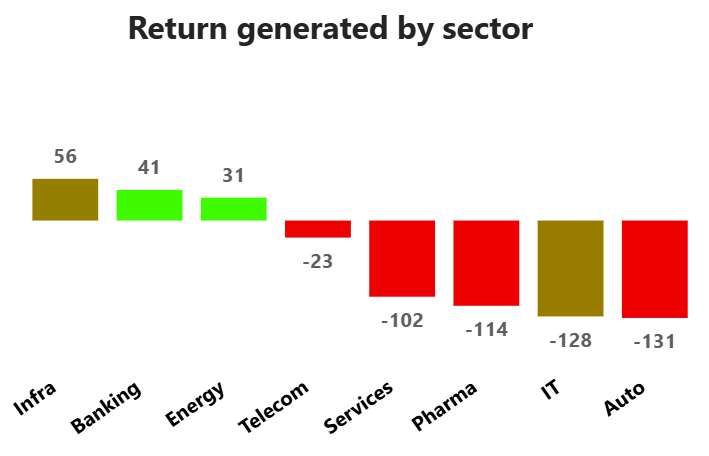 Return generated by sector
56
41
31
-23
-102
-114
-128
-131
Infra
Banking
Energy
Telecom
Services
Pharma
IT
Auto